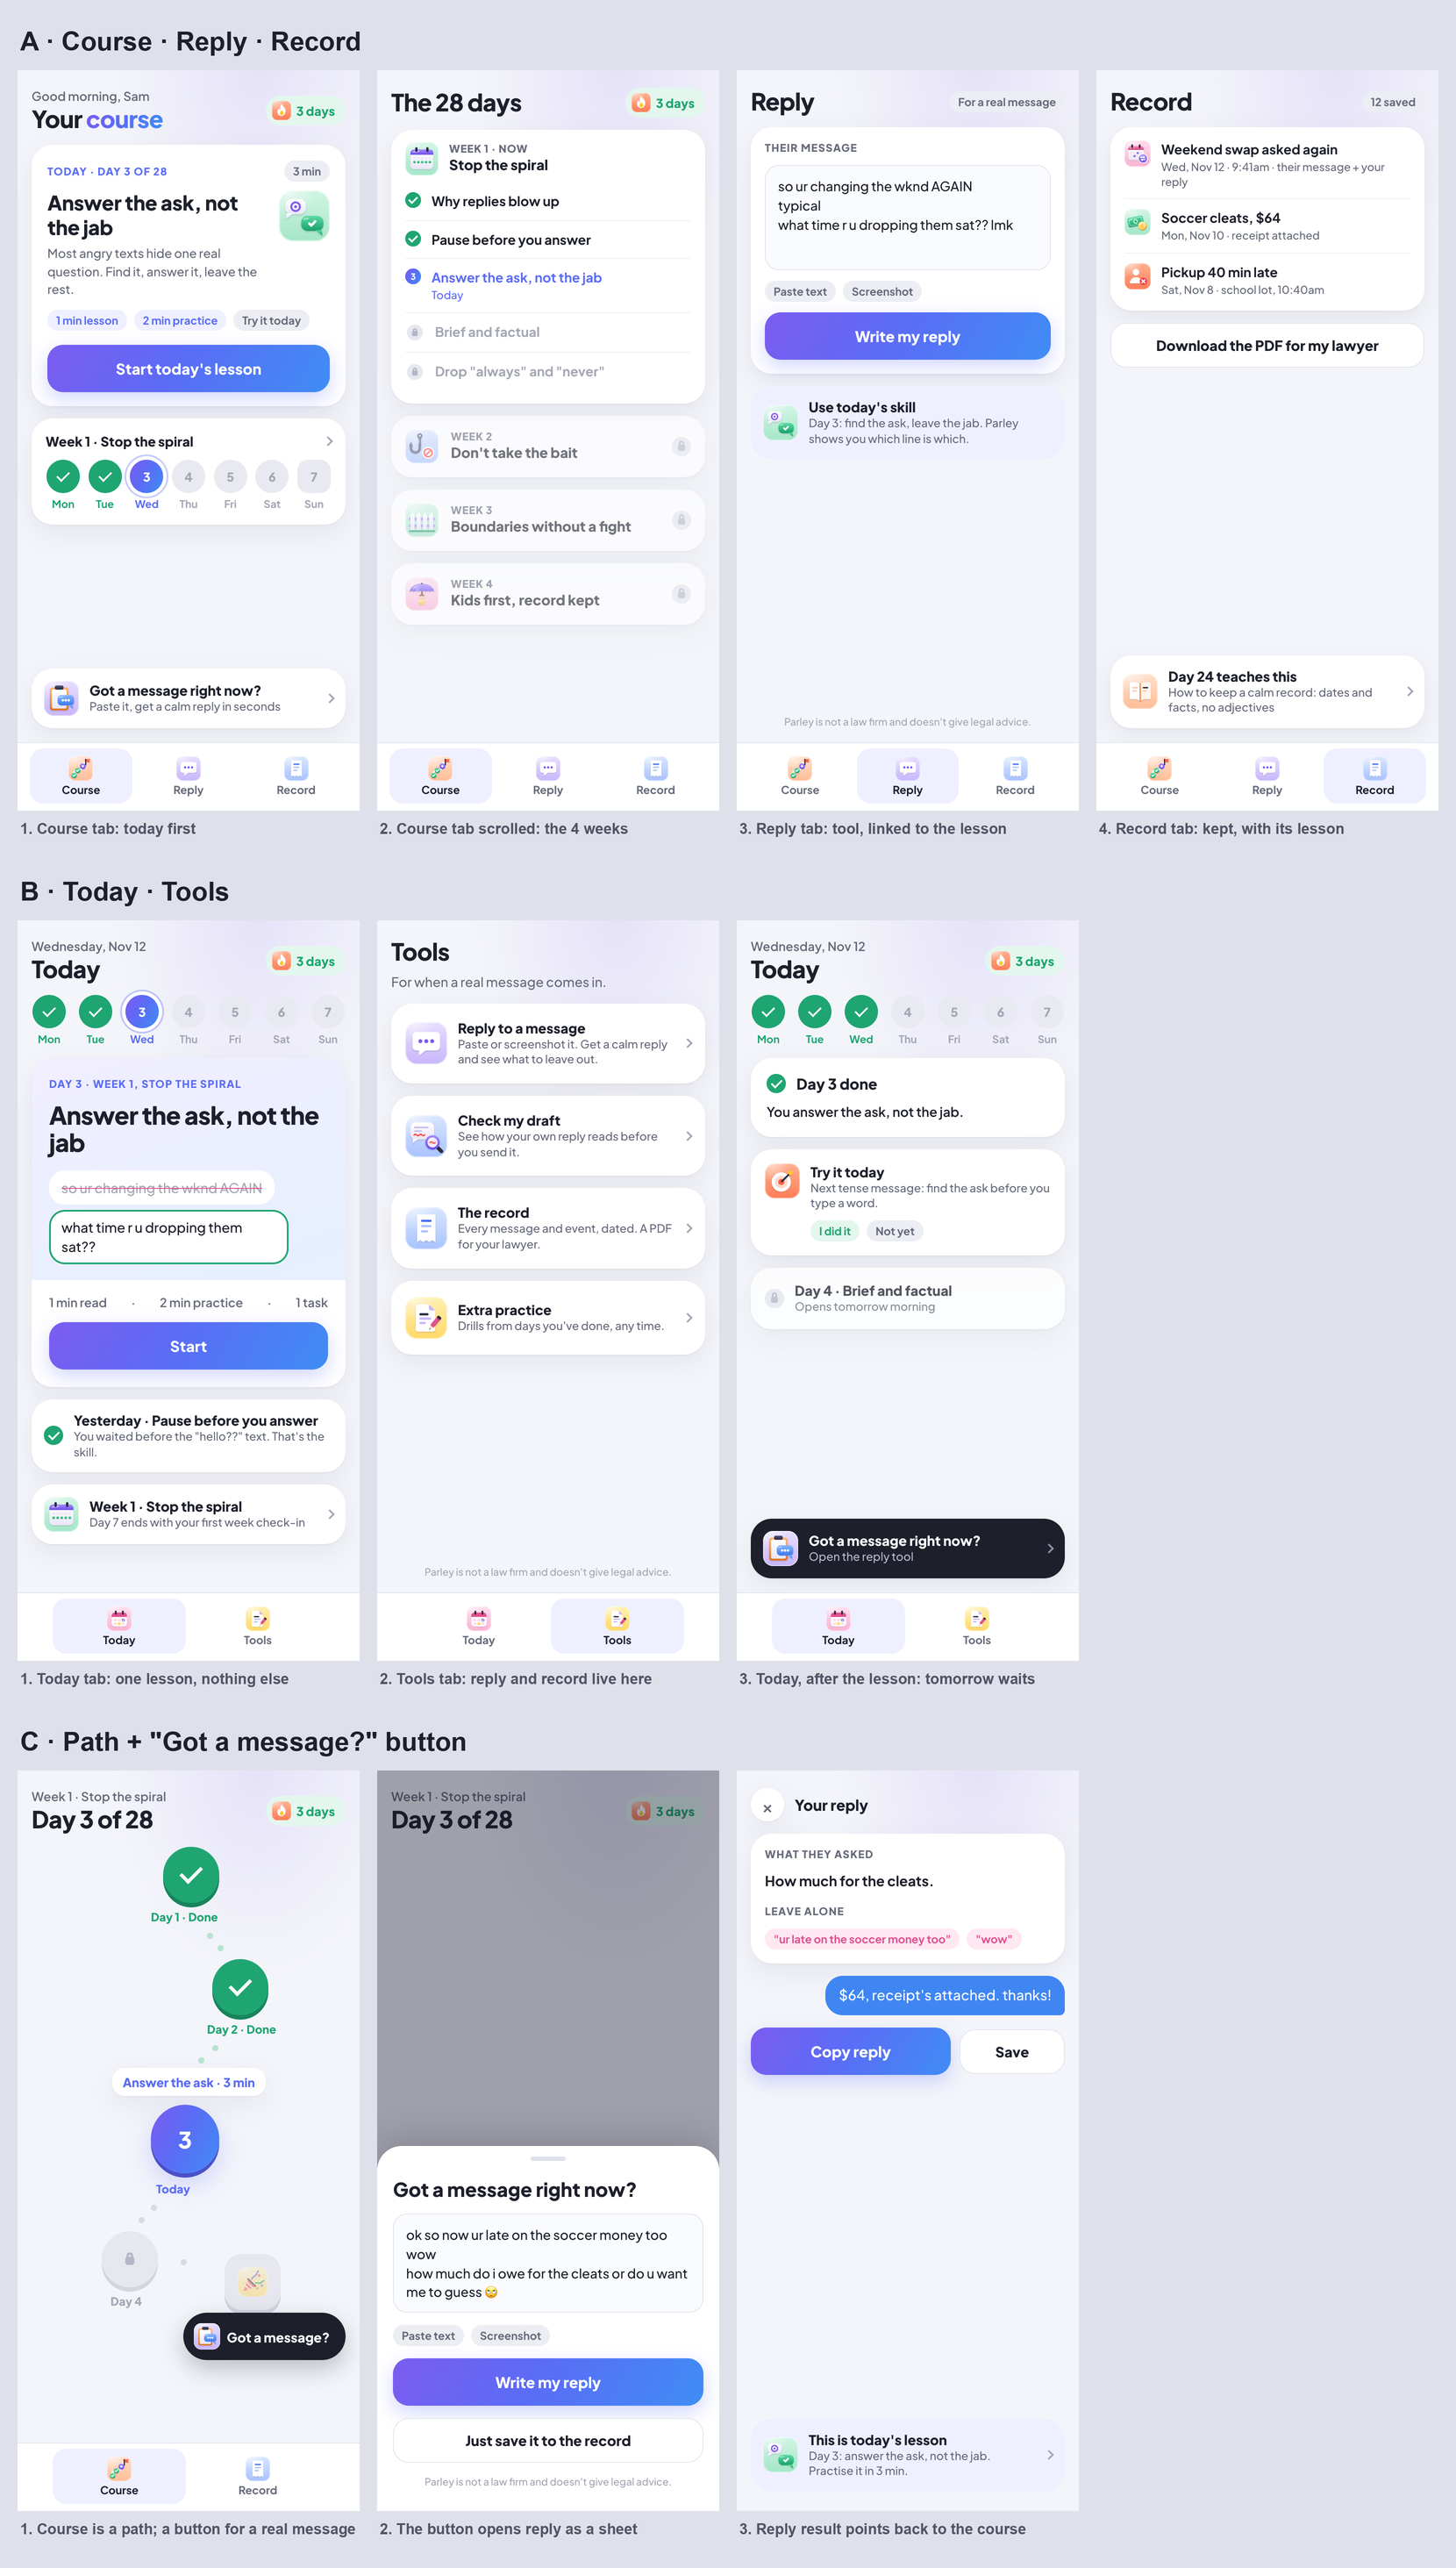 A · Course · Reply · Record
Good morning, Sam
Your course
3 days
TODAY · DAY 3 OF 28
3 min
Answer the ask, not
the jab
Most angry texts hide one real
question. Find it, answer it, leave the
rest.
1 min lesson
2 min practice
Try it today
Start today's lesson
Week 1 · Stop the spiral
3
4
5
6
7
Mon
Tue
Wed
Thu
Fri
Sat
Sun
Got a message right now?
Paste it, get a calm reply in seconds
Course
Reply
Record
1. Course tab: today first
The 28 days
3 days
WEEK 1 · NOW
Stop the spiral
Why replies blow up
Pause before you answer
3
Answer the ask, not the jab
Today
Brief and factual
Drop "always" and "never"
WEEK 2
Don't take the bait
WEEK 3
Boundaries without a fight
WEEK 4
Kids first, record kept
Course
Reply
Record
2. Course tab scrolled: the 4 weeks
Reply
For a real message
THEIR MESSAGE
so ur changing the wknd AGAIN
typical
what time r u dropping them sat?? lmk
Paste text
Screenshot
Write my reply
Use today's skill
Day 3: find the ask, leave the jab. Parley
shows you which line is which.
Parley is not a law firm and doesn't give legal advice.
Course
Reply
Record
3. Reply tab: tool, linked to the lesson
Record
12 saved
Weekend swap asked again
Wed, Nov 12 · 9:41am · their message + your
reply
Soccer cleats, $64
Mon, Nov 10 · receipt attached
Pickup 40 min late
Sat, Nov 8 · school lot, 10:40am
Download the PDF for my lawyer
Day 24 teaches this
How to keep a calm record: dates and
facts, no adjectives
Course
Reply
Record
4. Record tab: kept, with its lesson
B · Today · Tools
Wednesday, Nov 12
Today
3 days
3
4
5
6
7
Mon
Tue
Wed
Thu
Fri
Sat
Sun
DAY 3 · WEEK 1, STOP THE SPIRAL
Answer the ask, not the
jab
so ur changing the wknd AGAIN
what time r u dropping them
sat??
1 min read · 2 min practice · 1 task
Start
Yesterday · Pause before you answer
You waited before the "hello??" text. That's the
skill.
Week 1 · Stop the spiral
Day 7 ends with your first week check-in
Today
Tools
1. Today tab: one lesson, nothing else
Tools
For when a real message comes in.
Reply to a message
Paste or screenshot it. Get a calm reply
and see what to leave out.
Check my draft
See how your own reply reads before
you send it.
The record
Every message and event, dated. A PDF
for your lawyer.
Extra practice
Drills from days you've done, any time.
Parley is not a law firm and doesn't give legal advice.
Today
Tools
2. Tools tab: reply and record live here
Wednesday, Nov 12
Today
3 days
4
5
6
7
Mon
Tue
Wed
Thu
Fri
Sat
Sun
Day 3 done
You answer the ask, not the jab.
Try it today
Next tense message: find the ask before you
type a word.
I did it
Not yet
Day 4 · Brief and factual
Opens tomorrow morning
Got a message right now?
Open the reply tool
Today
Tools
3. Today, after the lesson: tomorrow waits
C · Path + "Got a message?" button
Week 1 · Stop the spiral
Day 3 of 28
3 days
Day 1 · Done
Day 2 · Done
Answer the ask · 3 min
3
Today
Day 4
Got a message?
Course
Record
1. Course is a path; a button for a real message
Week 1 · Stop the spiral
Day 3 of 28
3 days
Got a message right now?
ok so now ur late on the soccer money too
wow
how much do i owe for the cleats or do u want
me to guess 🙄
Paste text
Screenshot
Write my reply
Just save it to the record
Parley is not a law firm and doesn't give legal advice.
2. The button opens reply as a sheet
× Your reply
WHAT THEY ASKED
How much for the cleats.
LEAVE ALONE
"ur late on the soccer money too"
"wow"
$64, receipt's attached. thanks!
Copy reply
Save
This is today's lesson
Day 3: answer the ask, not the jab.
Practise it in 3 min.
3. Reply result points back to the course